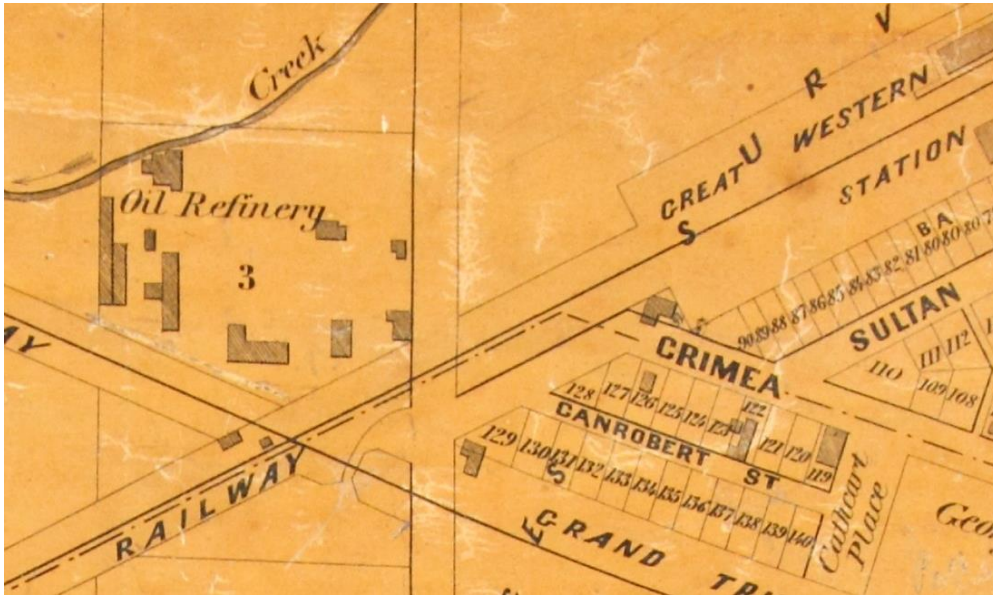 Creek
Oil Refinery
3
GREAT WESTERN
STATION
S U R V
B.A.
90 89 88 87 86 85 84 83 82 81 80 80 80
SULTAN
CRIMEA
110 111 112
109 108
128 127 126 125 124 123 122 121 120 119
CANROBERT ST
129 130 131 132 133 134 135 136 137 138 139 140
Cathcart
Place
RAILWAY
GRAND
S